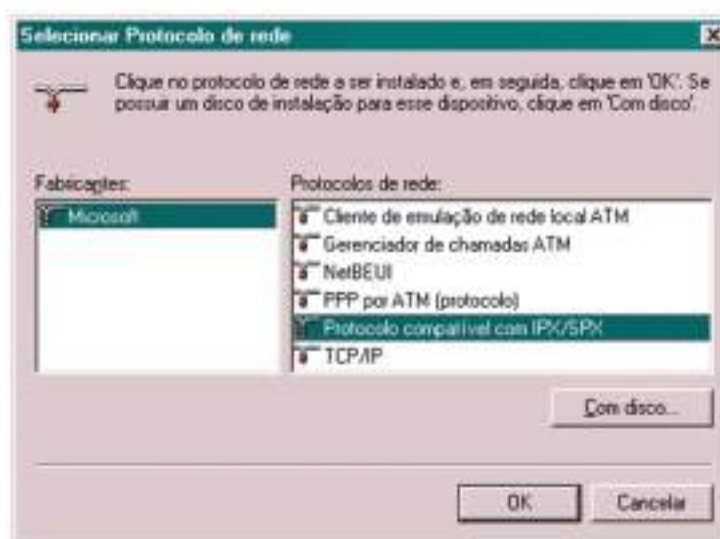 Selecionar Protocolo de rede
Clique no protocolo de rede a ser instalado e, em seguida, clique em 'OK'. Se
possuir um disco de instalação para esse dispositivo, clique em 'Com disco'.
Fabricantes:
Protocolos de rede:
Microsoft
Cliente de emulação de rede local ATM
Gerenciador de chamadas ATM
NetBEUI
PPP por ATM (protocolo)
Protocolo compatível com IPX/SPX
TCP/IP
Com disco...
OK
Cancelar